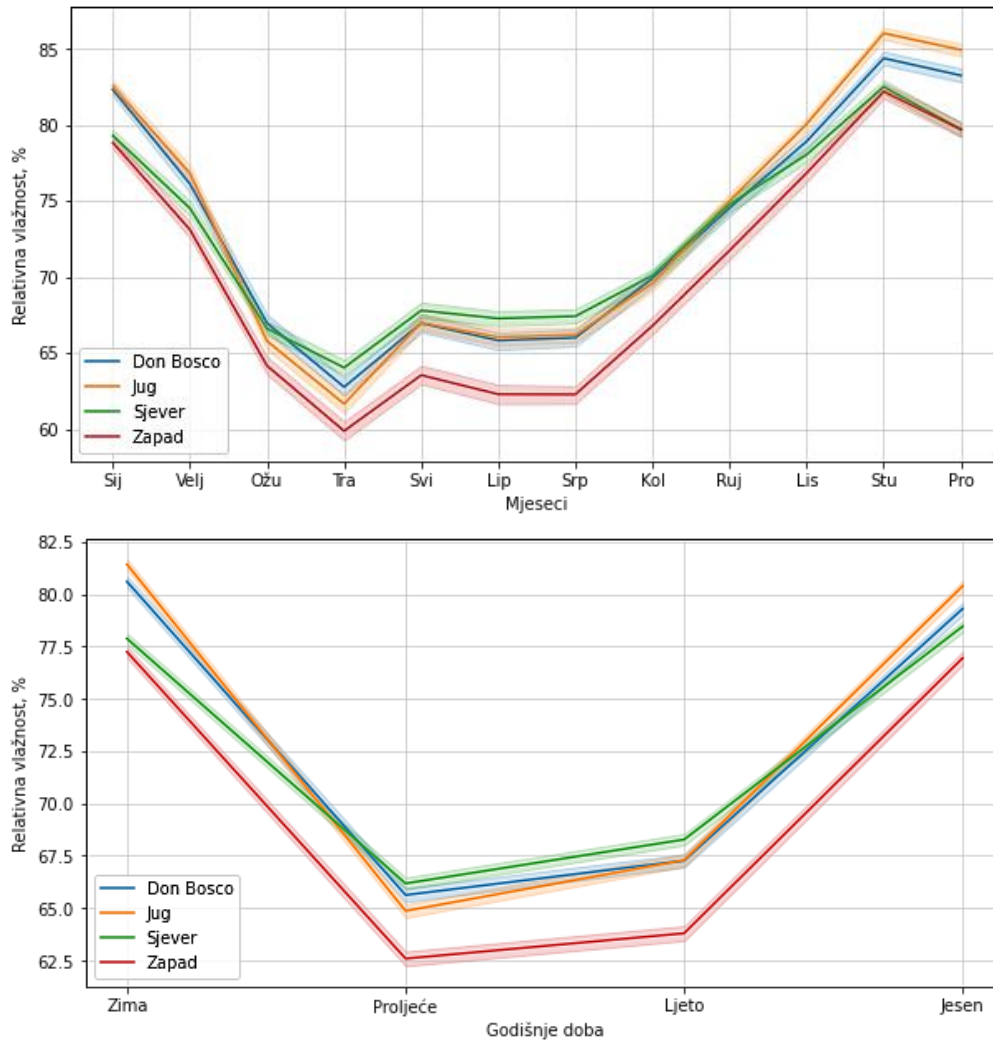 85
80
75
70
65
60
Relativna vlažnost, %
Don Bosco
Jug
Sjever
Zapad
Sij Velj Ožu Tra Svi Lip Srp Kol Ruj Lis Stu Pro
Mjeseci
82.5
80.0
77.5
75.0
72.5
70.0
67.5
65.0
62.5
Relativna vlažnost, %
Don Bosco
Jug
Sjever
Zapad
Zima Proljeće Ljeto Jesen
Godišnje doba